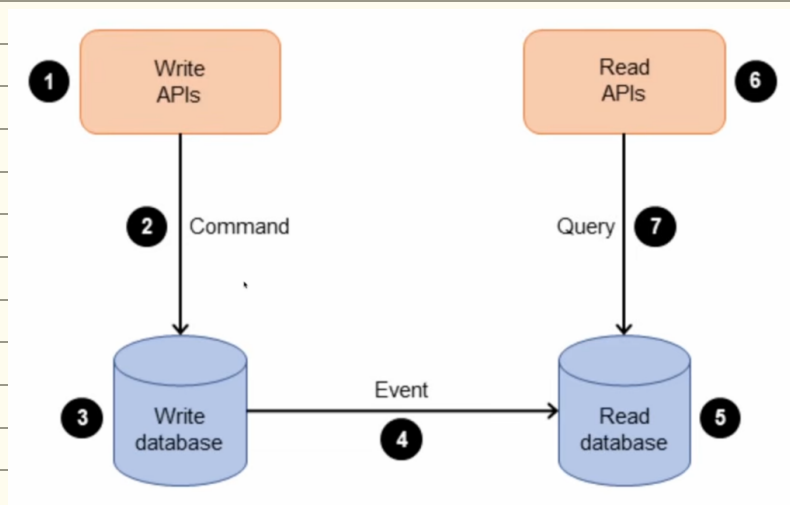 Write
APIs
1
Read
APIs
6
2
Command
Query
7
Event
3
Write
database
4
Read
database
5